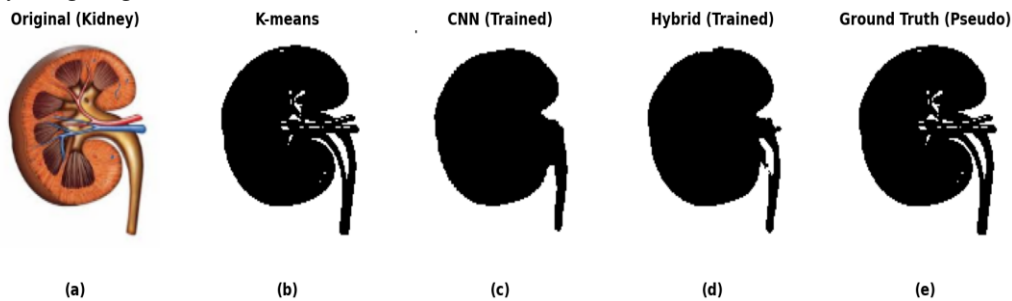 Original (Kidney) K-means CNN (Trained) Hybrid (Trained) Ground Truth (Pseudo)
(a) (b) (c) (d) (e)